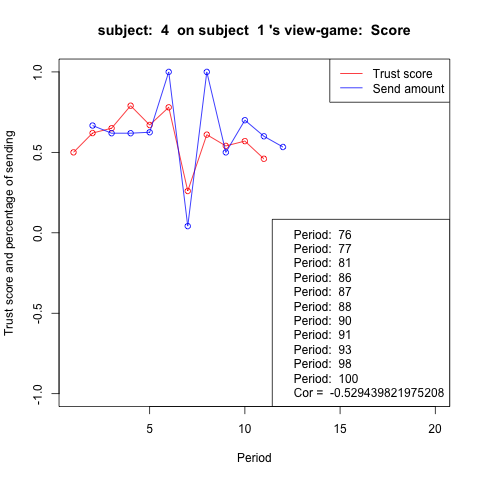 subject:  4  on subject  1 's view-game:  Score
Trust score and percentage of sending
1.0
0.5
0.0
-0.5
-1.0
Trust score
Send amount
Period:  76
Period:  77
Period:  81
Period:  86
Period:  87
Period:  88
Period:  90
Period:  91
Period:  93
Period:  98
Period:  100
Cor =  -0.529439821975208
5
10
15
20
Period